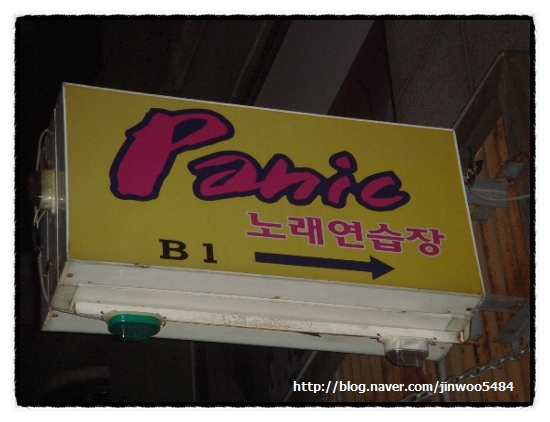 Panic
노래연습장
B1
http://blog.naver.com/jinwoo5484